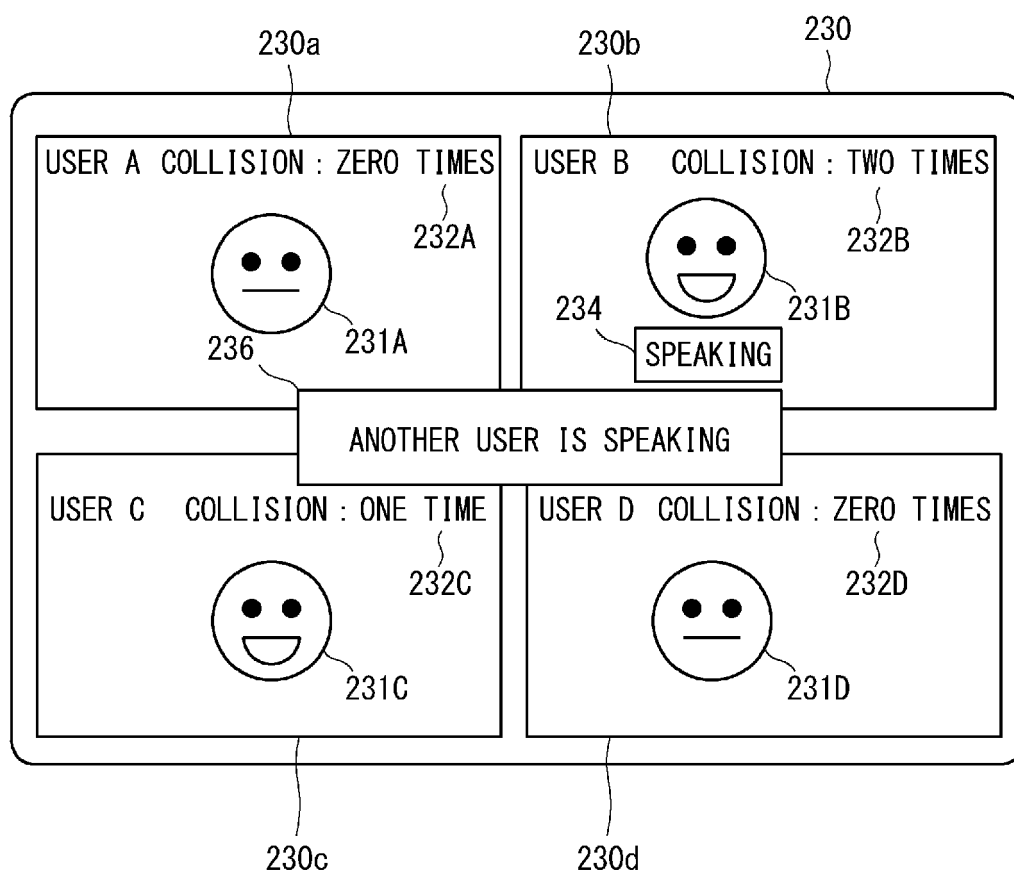 230a 230b 230
USER A COLLISION : ZERO TIMES
USER B COLLISION : TWO TIMES
232A
232B
231A
231B
234
SPEAKING
236
ANOTHER USER IS SPEAKING
USER C COLLISION : ONE TIME
USER D COLLISION : ZERO TIMES
232C
232D
231C
231D
230c 230d